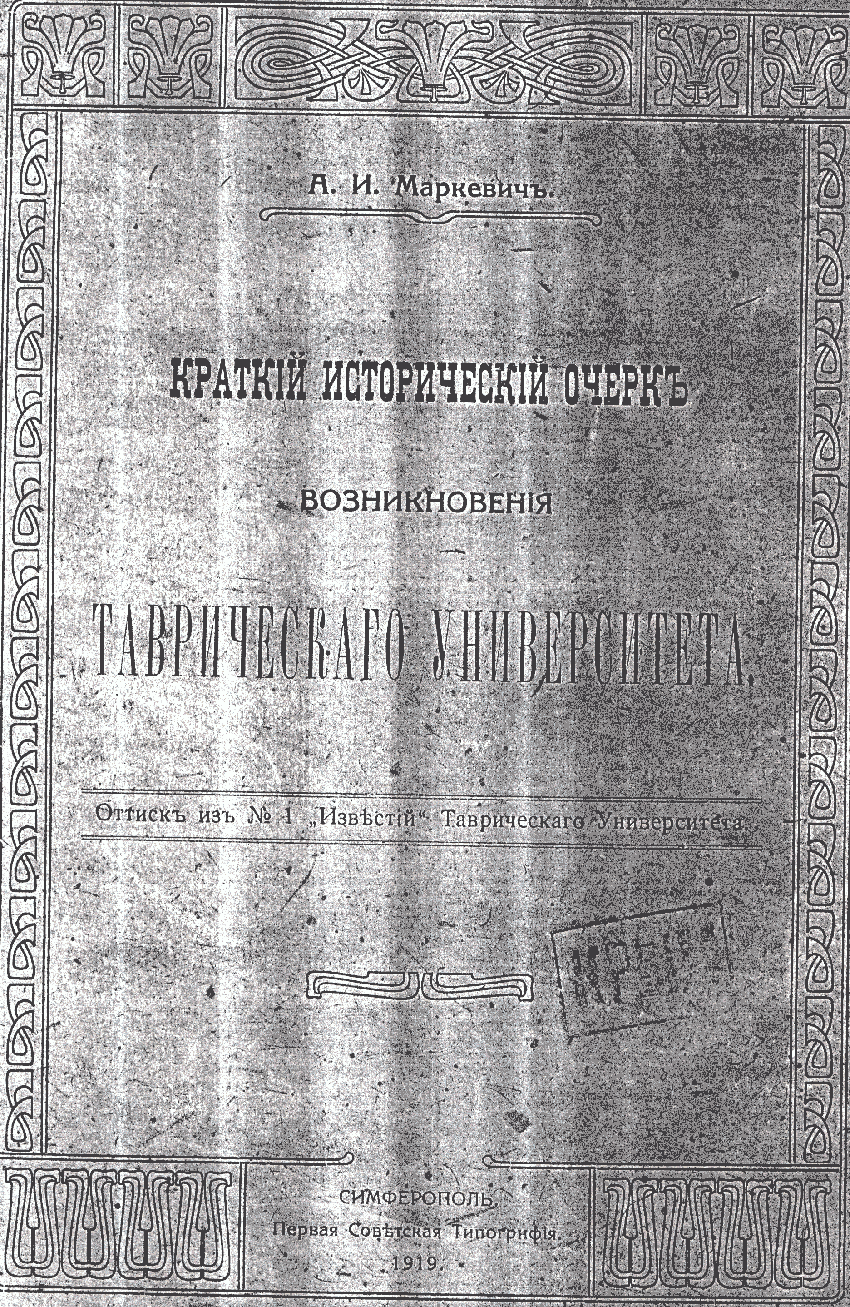 А. И. Маркевичъ.
КРАТКІЙ ИСТОРИЧЕСКІЙ ОЧЕРКЪ
ВОЗНИКНОВЕНІЯ
ТАВРИЧЕСКАГО УНИВЕРСИТЕТА.
Оттискъ изъ № 1 „Извѣстій“ Таврическаго Университета.
СИМФЕРОПОЛЬ.
Первая Совѣтская Типографія.
1919.